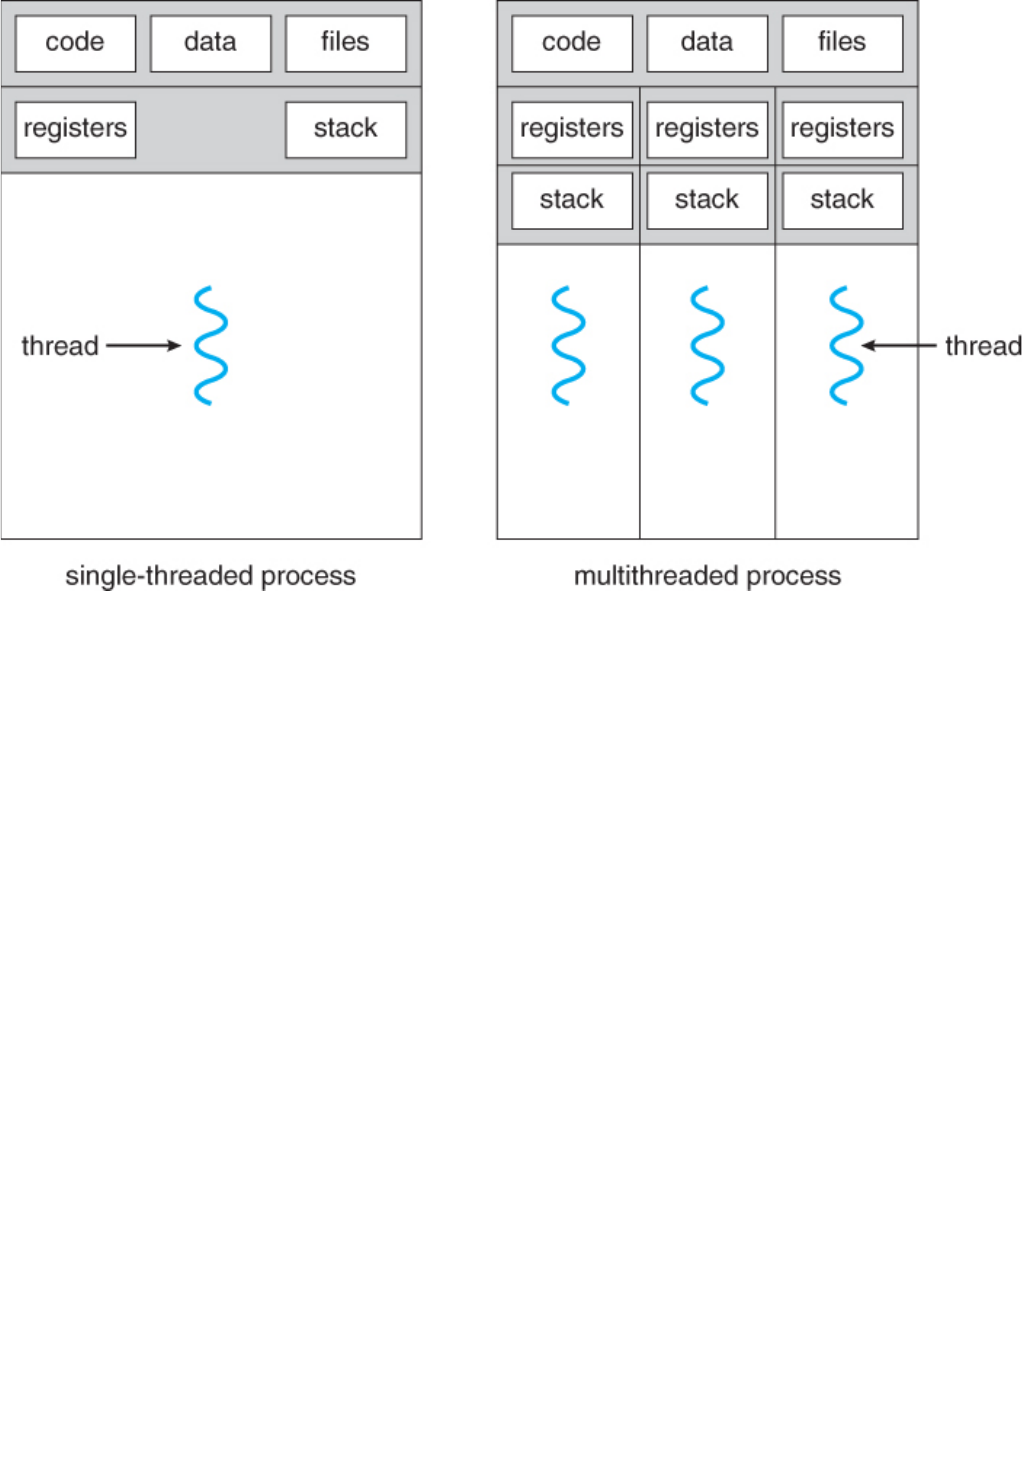 code data files
registers stack
thread
single-threaded process
code data files
registers registers registers
stack stack stack
thread
multithreaded process